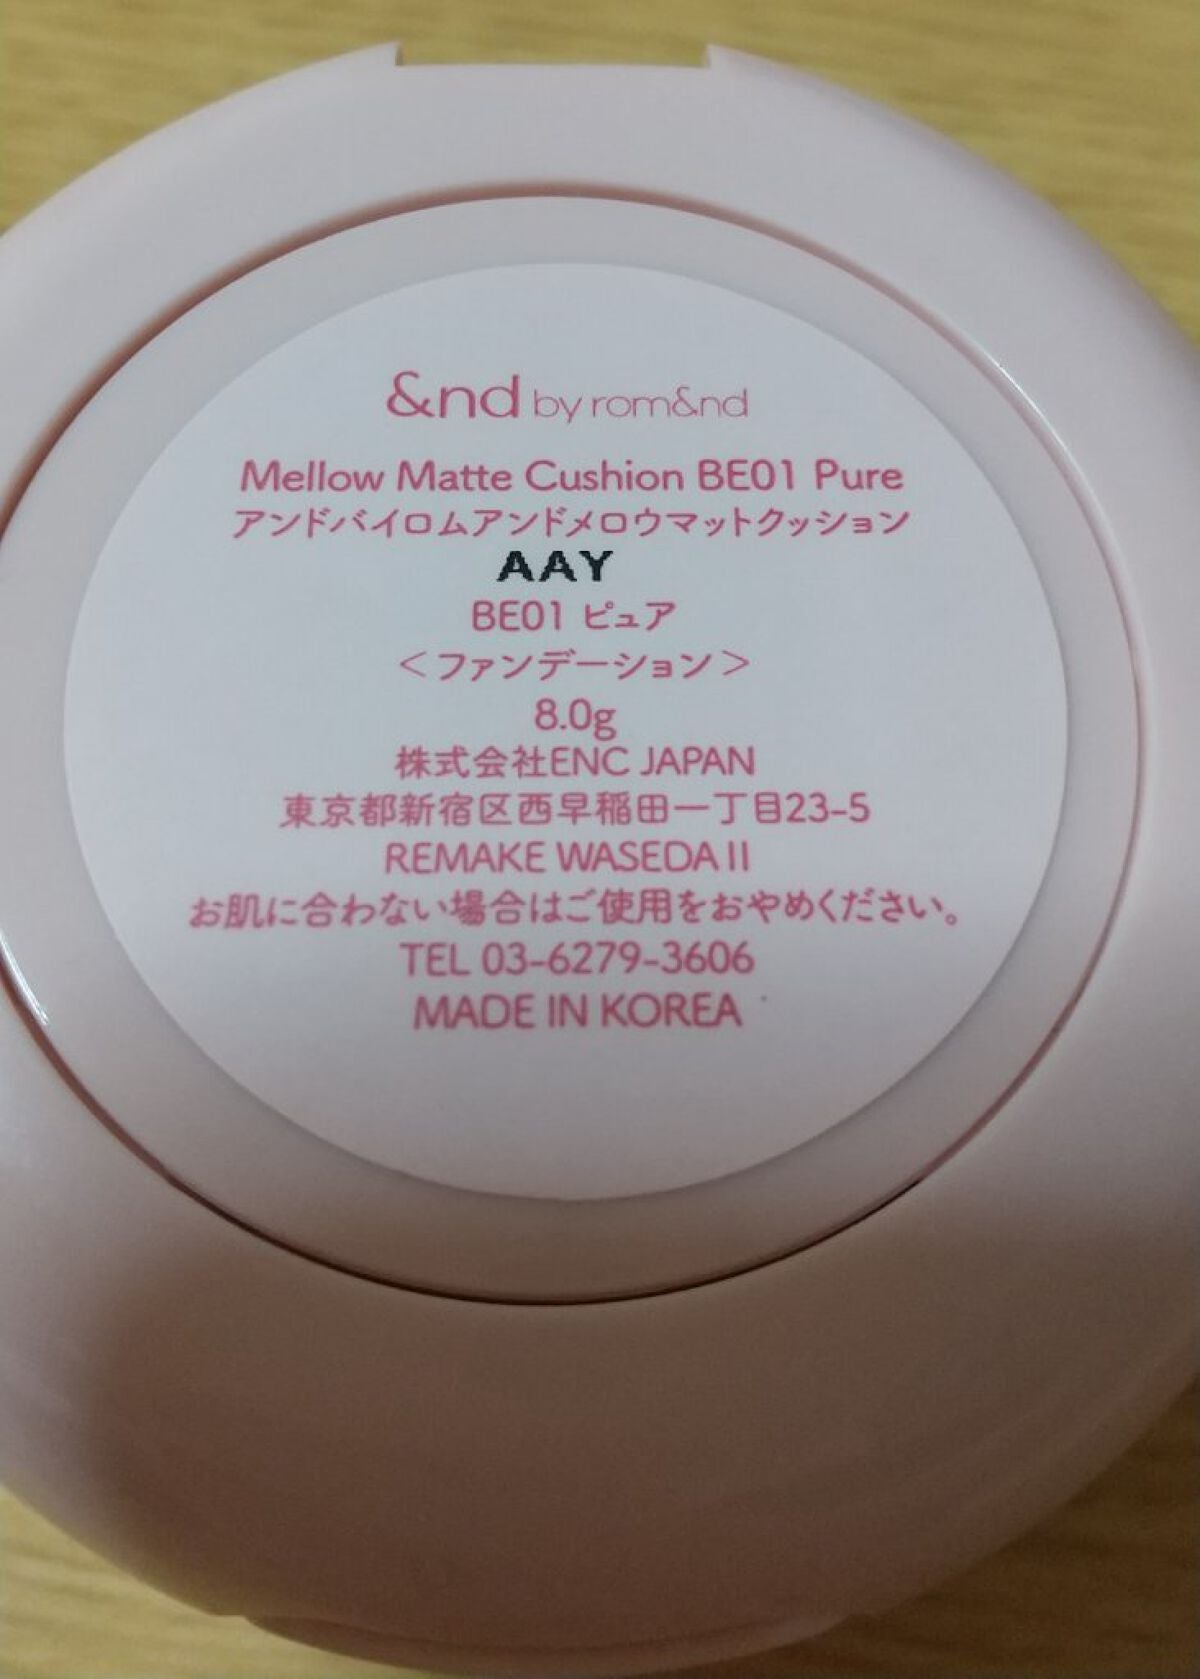 &nd by rom&nd
Mellow Matte Cushion BE01 Pure
アンドバイロムアンドメロウマットクッション
AAY
BE01 ピュア
＜ファンデーション＞
8.0g
株式会社ENC JAPAN
東京都新宿区西早稲田一丁目23-5
REMAKE WASEDA II
お肌に合わない場合はご使用をおやめください。
TEL 03-6279-3606
MADE IN KOREA